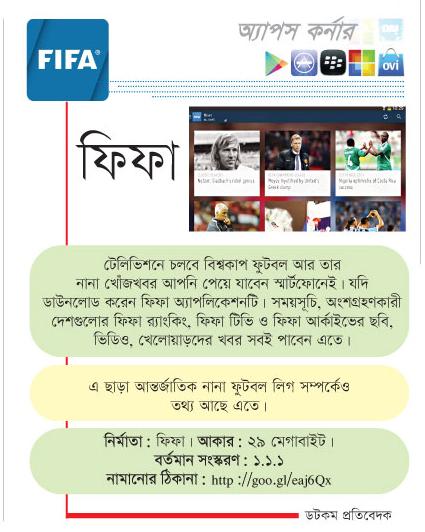 অ্যাপস কর্নার
FIFA
ovi
ফিফা
টেলিভিশনে চলবে বিশ্বকাপ ফুটবল আর তার
নানা খোঁজখবর আপনি পেয়ে যাবেন স্মার্টফোনেই। যদি
ডাউনলোড করেন ফিফা অ্যাপলিকেশনটি। সময়সূচি, অংশগ্রহণকারী
দেশগুলোর ফিফা র‍্যাংকিং, ফিফা টিভি ও ফিফা আর্কাইভের ছবি,
ভিডিও, খেলোয়াড়দের খবর সবই পাবেন এতে।
এ ছাড়া আন্তর্জাতিক নানা ফুটবল লিগ সম্পর্কেও
তথ্য আছে এতে।
নির্মাতা : ফিফা। আকার : ২৯ মেগাবাইট।
বর্তমান সংস্করণ : ১.১.১
নামানোর ঠিকানা : http ://goo.gl/eaj6Qx
ডটকম প্রতিবেদক